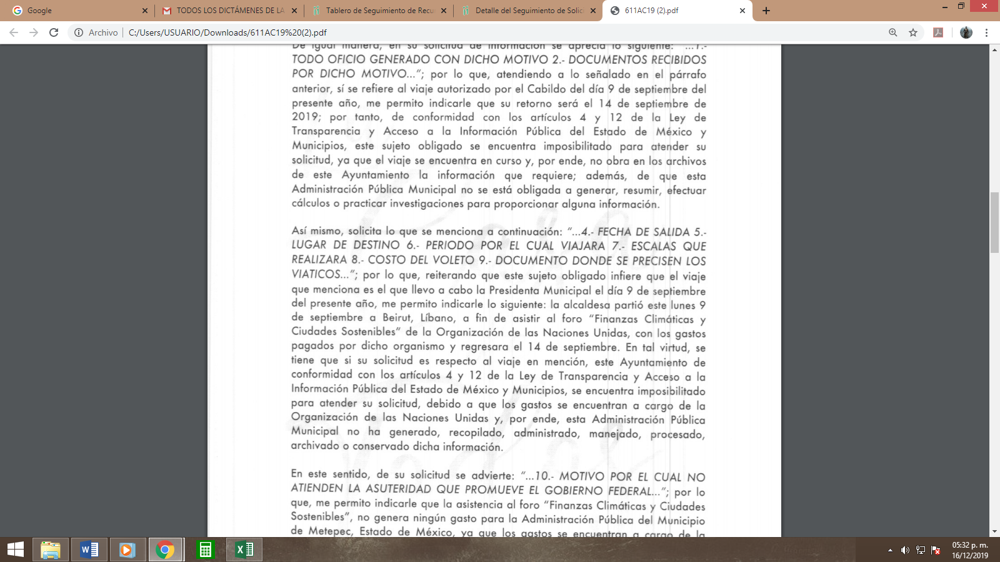 Google
TODOS LOS DICTÁMENES DE LA
Tablero de Seguimiento de Recu
Detalle del Seguimiento de Solici
611AC19 (2).pdf
Archivo
C:/Users/USUARIO/Downloads/611AC19%20(2).pdf
De igual manera, en su solicitud de información se aprecia lo siguiente: "...1.-
TODO OFICIO GENERADO CON DICHO MOTIVO 2.- DOCUMENTOS RECIBIDOS
POR DICHO MOTIVO..."; por lo que, atendiendo a lo señalado en el párrafo
anterior, sí se refiere al viaje autorizado por el Cabildo del día 9 de septiembre del
presente año, me permito indicarle que su retorno será el 14 de septiembre de
2019; por tanto, de conformidad con los artículos 4 y 12 de la Ley de
Transparencia y Acceso a la Información Pública del Estado de México y
Municipios, este sujeto obligado se encuentra imposibilitado para atender su
solicitud, ya que el viaje se encuentra en curso y, por ende, no obra en los archivos
de este Ayuntamiento la información que requiere; además, de que esta
Administración Pública Municipal no se está obligada a generar, resumir, efectuar
cálculos o practicar investigaciones para proporcionar alguna información.
Así mismo, solicita lo que se menciona a continuación: "...4.- FECHA DE SALIDA 5.-
LUGAR DE DESTINO 6.- PERIODO POR EL CUAL VIAJARA 7.- ESCALAS QUE
REALIZARA 8.- COSTO DEL VOLETO 9.- DOCUMENTO DONDE SE PRECISEN LOS
VIATICOS..."; por lo que, reiterando que este sujeto obligado infiere que el viaje
que menciona es el que llevo a cabo la Presidenta Municipal el día 9 de septiembre
del presente año, me permito indicarle lo siguiente: la alcaldesa partió este lunes 9
de septiembre a Beirut, Líbano, a fin de asistir al foro "Finanzas Climáticas y
Ciudades Sostenibles" de la Organización de las Naciones Unidas, con los gastos
pagados por dicho organismo y regresara el 14 de septiembre. En tal virtud, se
tiene que si su solicitud es respecto al viaje en mención, este Ayuntamiento de
conformidad con los artículos 4 y 12 de la Ley de Transparencia y Acceso a la
Información Pública del Estado de México y Municipios, se encuentra imposibilitado
para atender su solicitud, debido a que los gastos se encuentran a cargo de la
Organización de las Naciones Unidas y, por ende, esta Administración Pública
Municipal no ha generado, recopilado, administrado, manejado, procesado,
archivado o conservado dicha información.
En este sentido, de su solicitud se advierte: "...10.- MOTIVO POR EL CUAL NO
ATIENDEN LA ASUTERIDAD QUE PROMUEVE EL GOBIERNO FEDERAL..."; por lo
que, me permito indicarle que la asistencia al foro "Finanzas Climáticas y Ciudades
Sostenibles", no genera ningún gasto para la Administración Pública del Municipio
de Metepec, Estado de México, ya que los gastos se encuentran a cargo de la
05:32 p. m.
16/12/2019